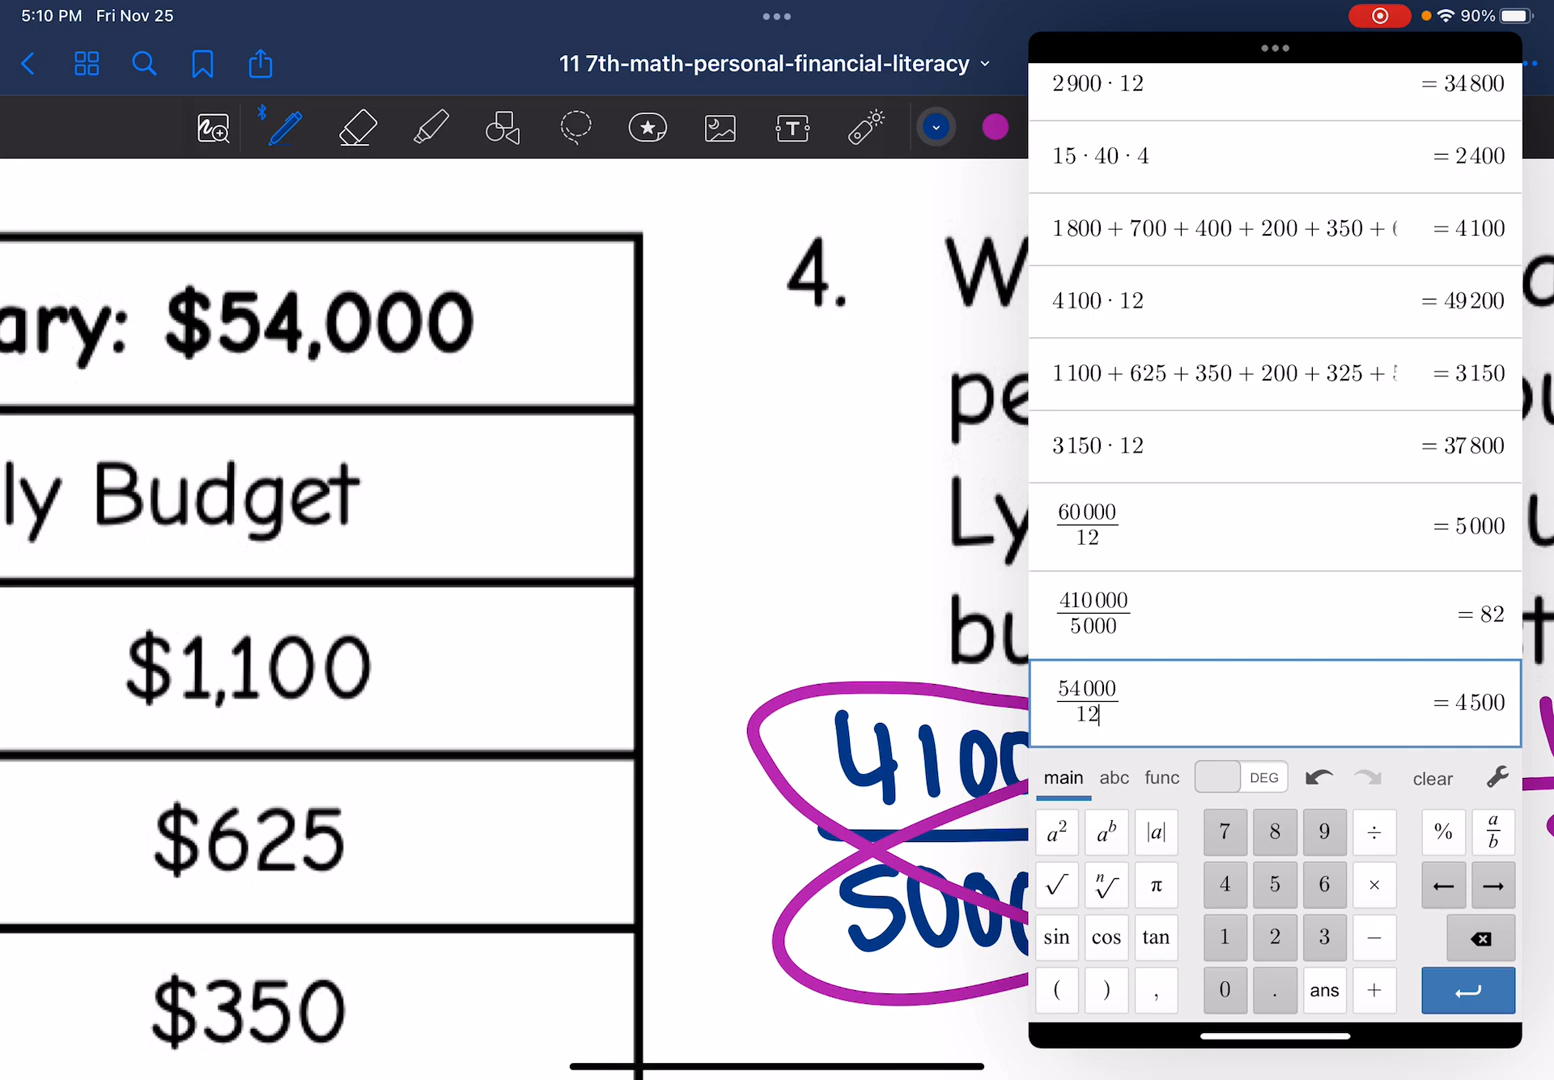 5:10 PM Fri Nov 25
90%
11 7th-math-personal-financial-literacy
ary: $54,000
ly Budget
$1,100
$625
$350
4. W
pe
Ly
bu
4100
5000
2900 · 12 = 34800
15 · 40 · 4 = 2400
1800 + 700 + 400 + 200 + 350 + = 4100
4100 · 12 = 49200
1100 + 625 + 350 + 200 + 325 + = 3150
3150 · 12 = 37800
60000
12
= 5000
410000
5000
= 82
54000
12
= 4500
main abc func DEG clear
a² aᵇ |a| 7 8 9 ÷ % a/b
√ ⁿ√ π 4 5 6 × ← →
sin cos tan 1 2 3 −
( ) , 0 . ans +